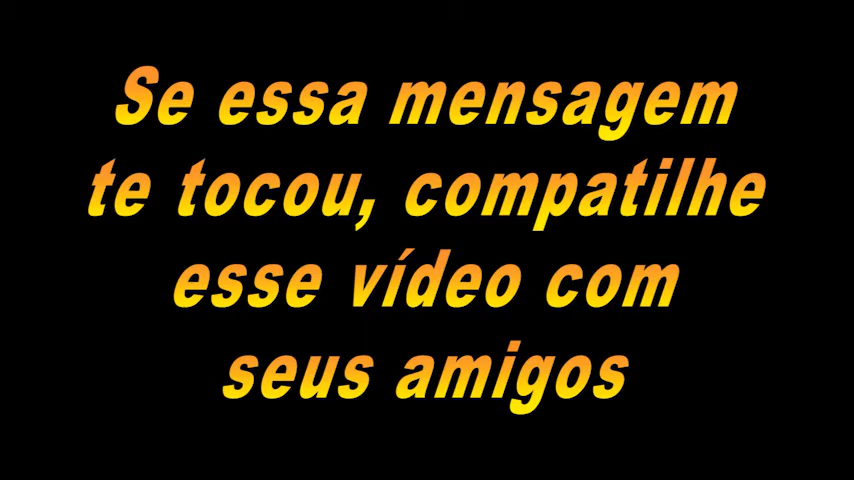 Se essa mensagem
te tocou, compatilhe
esse vídeo com
seus amigos